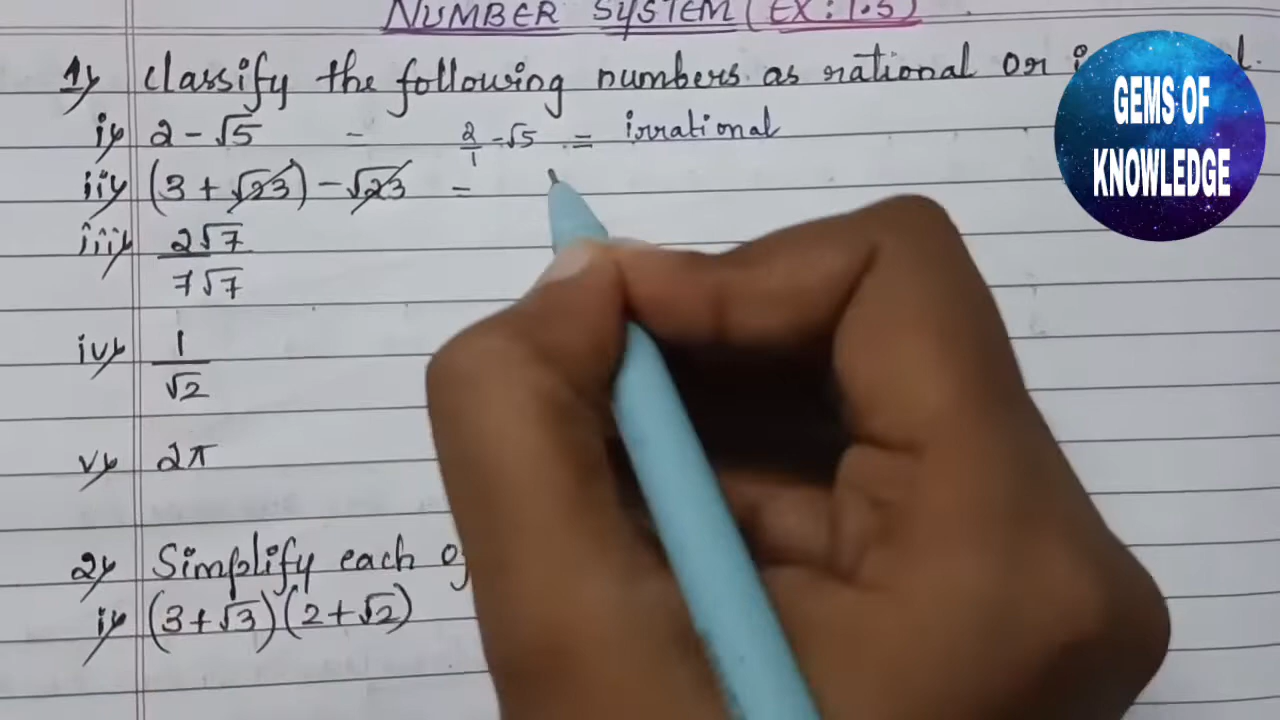 NUMBER SYSTEM (EX: 1.5)
1) Classify the following numbers as rational or
GEMS OF
KNOWLEDGE
i) 2 - √5 - 2/1 - √5 = irrational
ii) (3 + √23) - √23 =
iii) 2√7
7√7
iv) 1
√2
v) 2π
2) Simplify each
i) (3+√3)(2+√2)